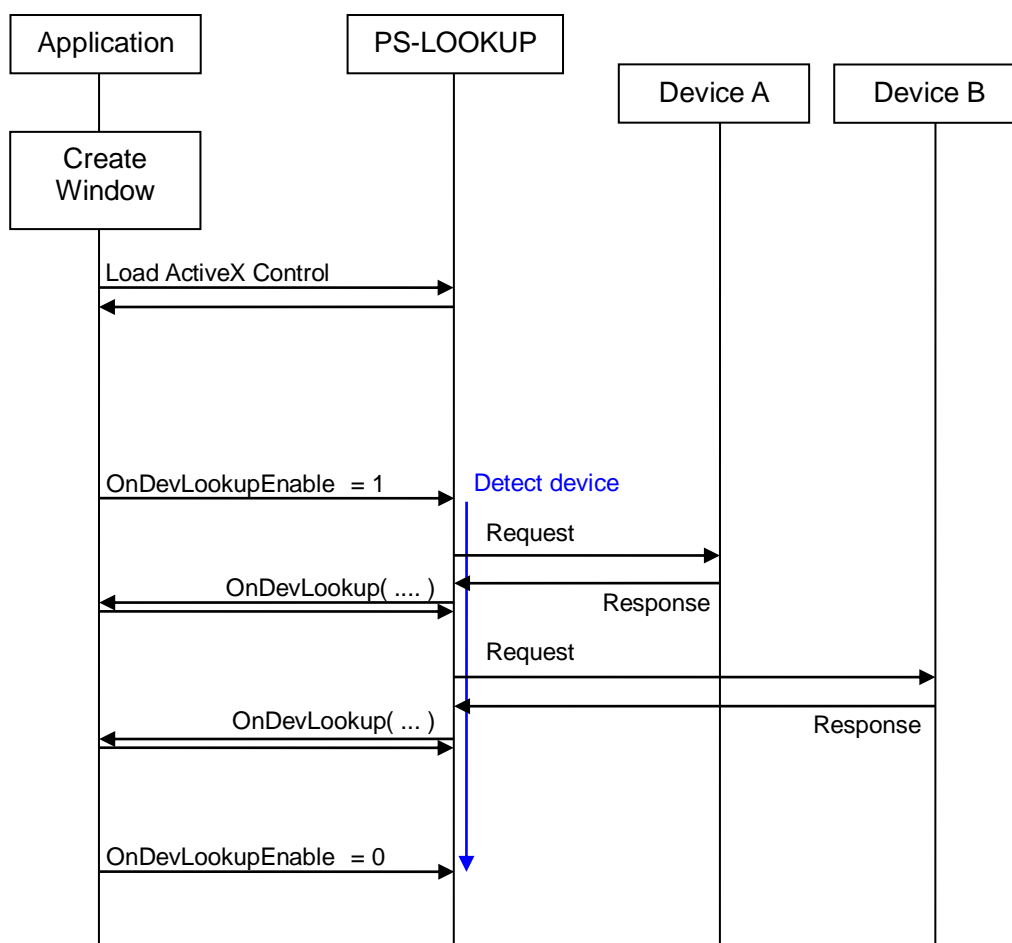 Application
PS-LOOKUP
Device A
Device B
Create
Window
Load ActiveX Control
OnDevLookupEnable = 1
Detect device
Request
OnDevLookup( .... )
Response
Request
OnDevLookup( ... )
Response
OnDevLookupEnable = 0